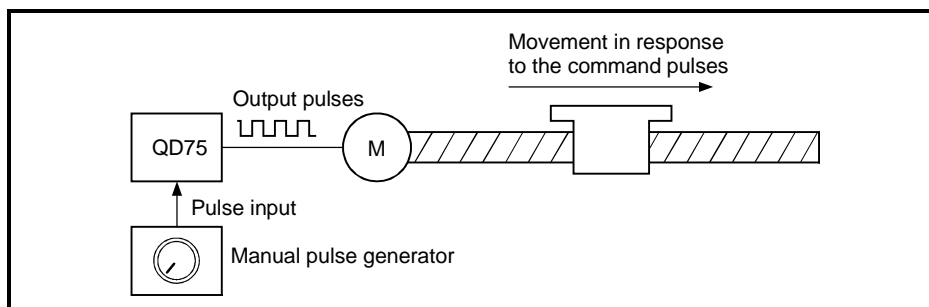 Movement in response
to the command pulses
Output pulses
QD75
M
Pulse input
Manual pulse generator